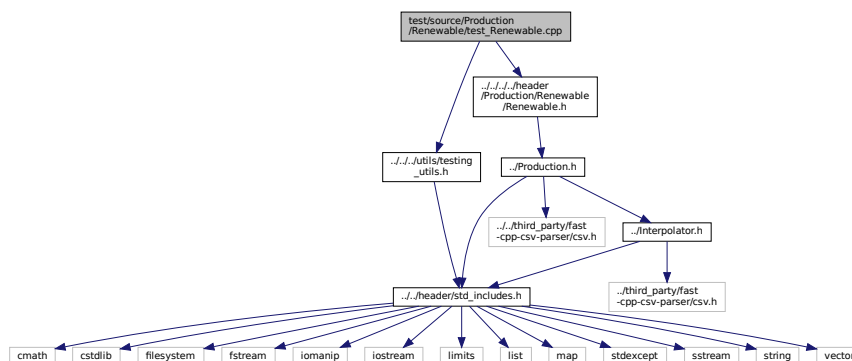 test/source/Production
/Renewable/test_Renewable.cpp
../../../../header
/Production/Renewable
/Renewable.h
../../../utils/testing
_utils.h
../Production.h
../../third_party/fast
-cpp-csv-parser/csv.h
../Interpolator.h
../third_party/fast
-cpp-csv-parser/csv.h
../../header/std_includes.h
cmath
cstdlib
filesystem
fstream
iomanip
iostream
limits
list
map
stdexcept
sstream
string
vector